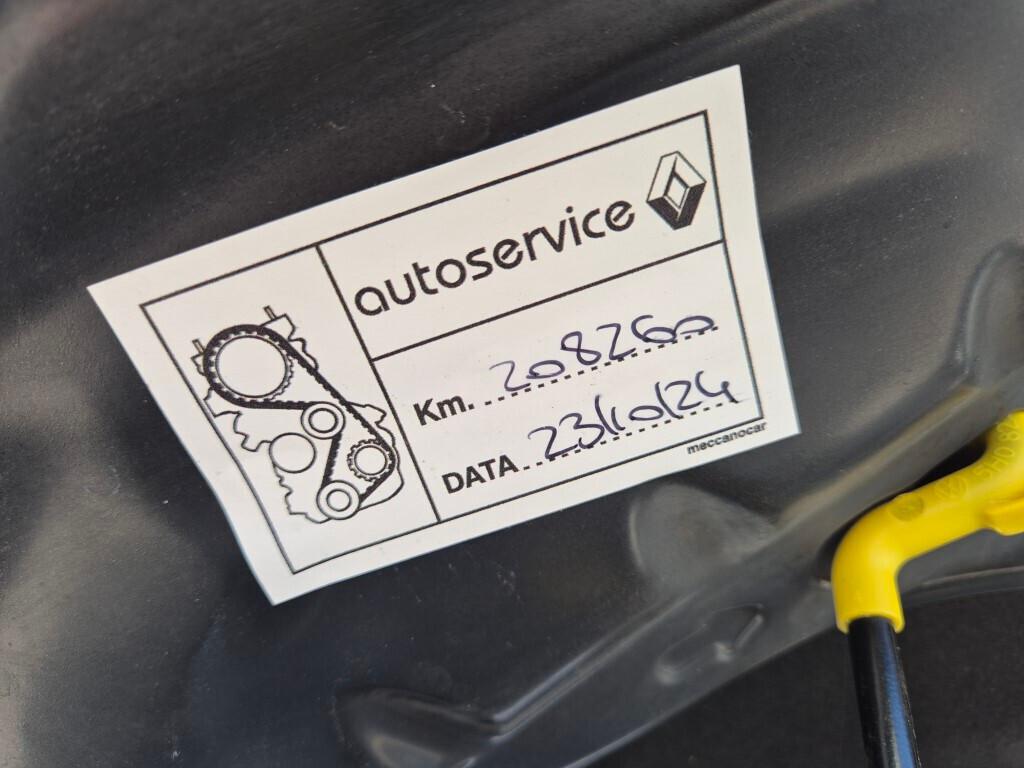 autoservice
Km. 208260
DATA 23/10/24
meccanocar